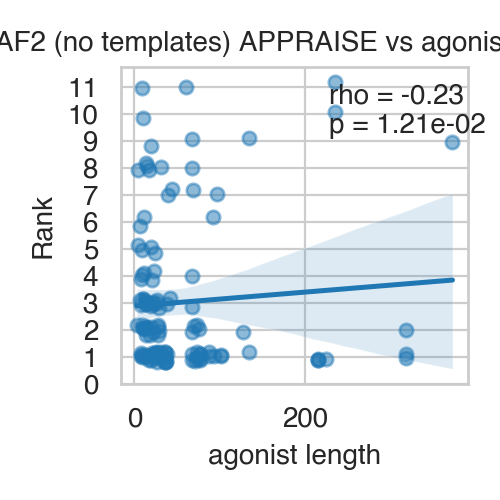 AF2 (no templates) APPRAISE vs agonis
rho = -0.23
p = 1.21e-02
11
10
9
8
7
6
5
4
3
2
1
0
Rank
0 200
agonist length